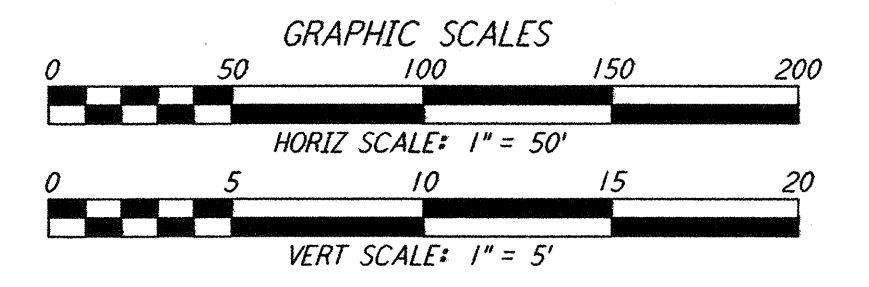 GRAPHIC SCALES
0 50 100 150 200
HORIZ SCALE: 1" = 50'
0 5 10 15 20
VERT SCALE: 1" = 5'